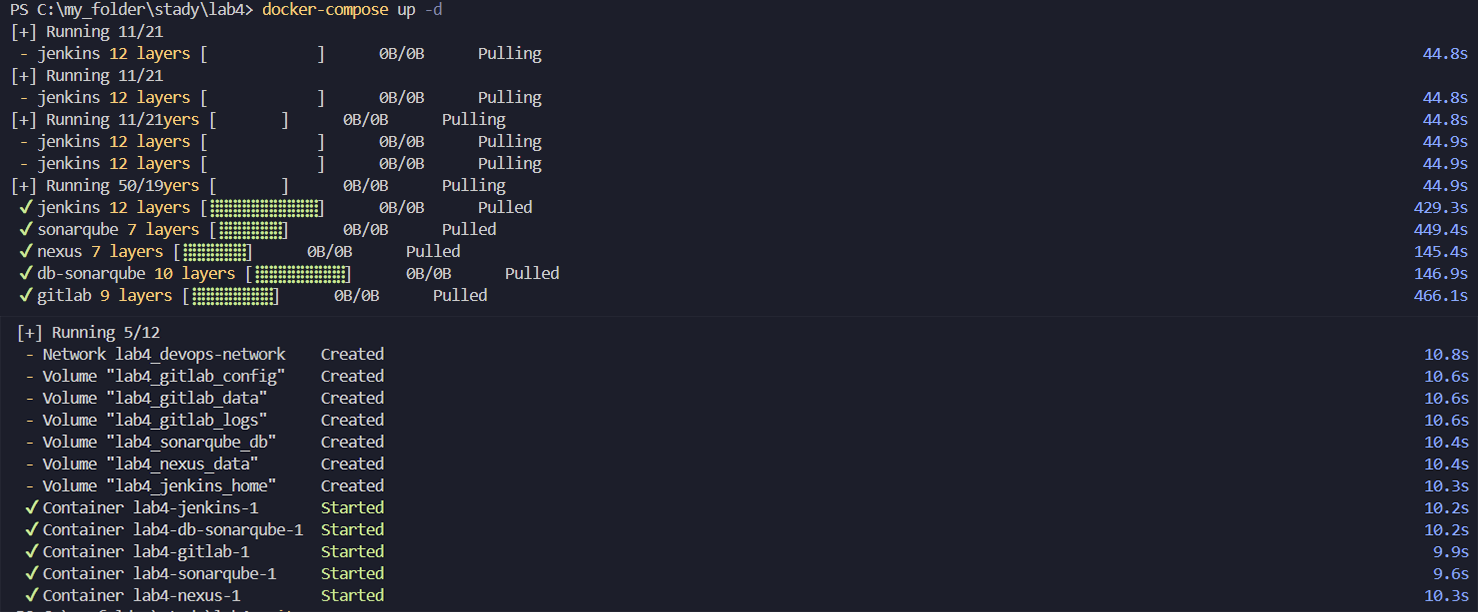 PS C:\my_folder\stady\lab4> docker-compose up -d
[+] Running 11/21
- jenkins 12 layers [ ] 0B/0B Pulling 44.8s
[+] Running 11/21
- jenkins 12 layers [ ] 0B/0B Pulling 44.8s
[+] Running 11/21yers [ ] 0B/0B Pulling 44.8s
- jenkins 12 layers [ ] 0B/0B Pulling 44.9s
- jenkins 12 layers [ ] 0B/0B Pulling 44.9s
[+] Running 50/19yers [ ] 0B/0B Pulling 44.9s
✓ jenkins 12 layers [⣿⣿⣿⣿⣿⣿⣿⣿⣿⣿⣿⣿] 0B/0B Pulled 429.3s
✓ sonarqube 7 layers [⣿⣿⣿⣿⣿⣿⣿] 0B/0B Pulled 449.4s
✓ nexus 7 layers [⣿⣿⣿⣿⣿⣿⣿] 0B/0B Pulled 145.4s
✓ db-sonarqube 10 layers [⣿⣿⣿⣿⣿⣿⣿⣿⣿⣿] 0B/0B Pulled 146.9s
✓ gitlab 9 layers [⣿⣿⣿⣿⣿⣿⣿⣿⣿] 0B/0B Pulled 466.1s
[+] Running 5/12
- Network lab4_devops-network Created 10.8s
- Volume "lab4_gitlab_config" Created 10.6s
- Volume "lab4_gitlab_data" Created 10.6s
- Volume "lab4_gitlab_logs" Created 10.6s
- Volume "lab4_sonarqube_db" Created 10.4s
- Volume "lab4_nexus_data" Created 10.4s
- Volume "lab4_jenkins_home" Created 10.3s
✓ Container lab4-jenkins-1 Started 10.2s
✓ Container lab4-db-sonarqube-1 Started 10.2s
✓ Container lab4-gitlab-1 Started 9.9s
✓ Container lab4-sonarqube-1 Started 9.6s
✓ Container lab4-nexus-1 Started 10.3s